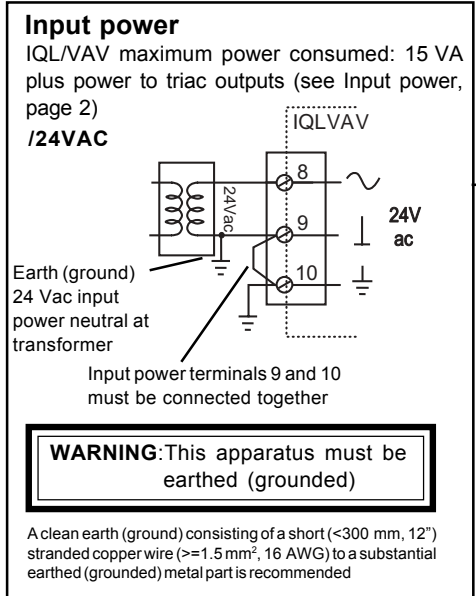 Input power
IQL/VAV maximum power consumed: 15 VA
plus power to triac outputs (see Input power,
page 2)
/24VAC
IQLVAV
8
24Vac
9
24V
ac
10
Earth (ground)
24 Vac input
power neutral at
transformer
Input power terminals 9 and 10
must be connected together
WARNING:This apparatus must be
earthed (grounded)
A clean earth (ground) consisting of a short (<300 mm, 12”)
stranded copper wire (>=1.5 mm², 16 AWG) to a substantial
earthed (grounded) metal part is recommended